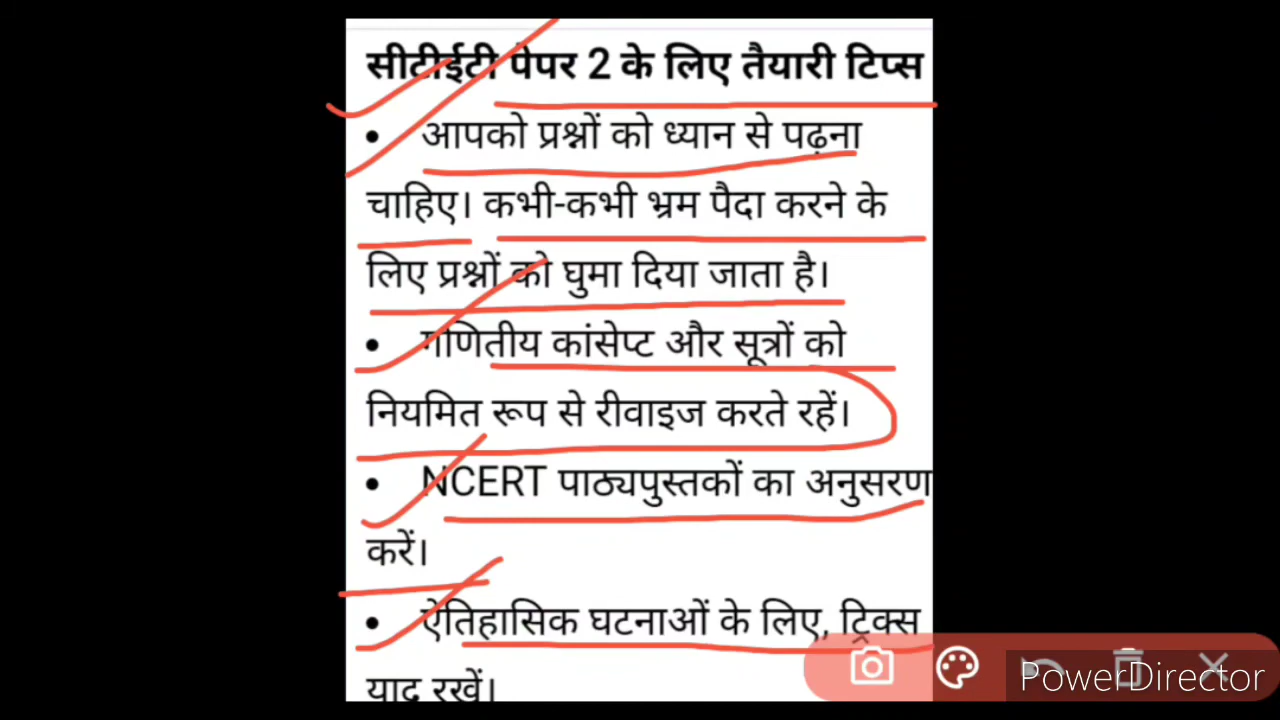 सीटीईटी पेपर 2 के लिए तैयारी टिप्स
• आपको प्रश्नों को ध्यान से पढ़ना
चाहिए। कभी-कभी भ्रम पैदा करने के
लिए प्रश्नों को घुमा दिया जाता है।
• गणितीय कांसेप्ट और सूत्रों को
नियमित रूप से रीवाइज करते रहें।
• NCERT पाठ्यपुस्तकों का अनुसरण
करें।
• ऐतिहासिक घटनाओं के लिए, ट्रिक्स
याद रखें।
PowerDirector